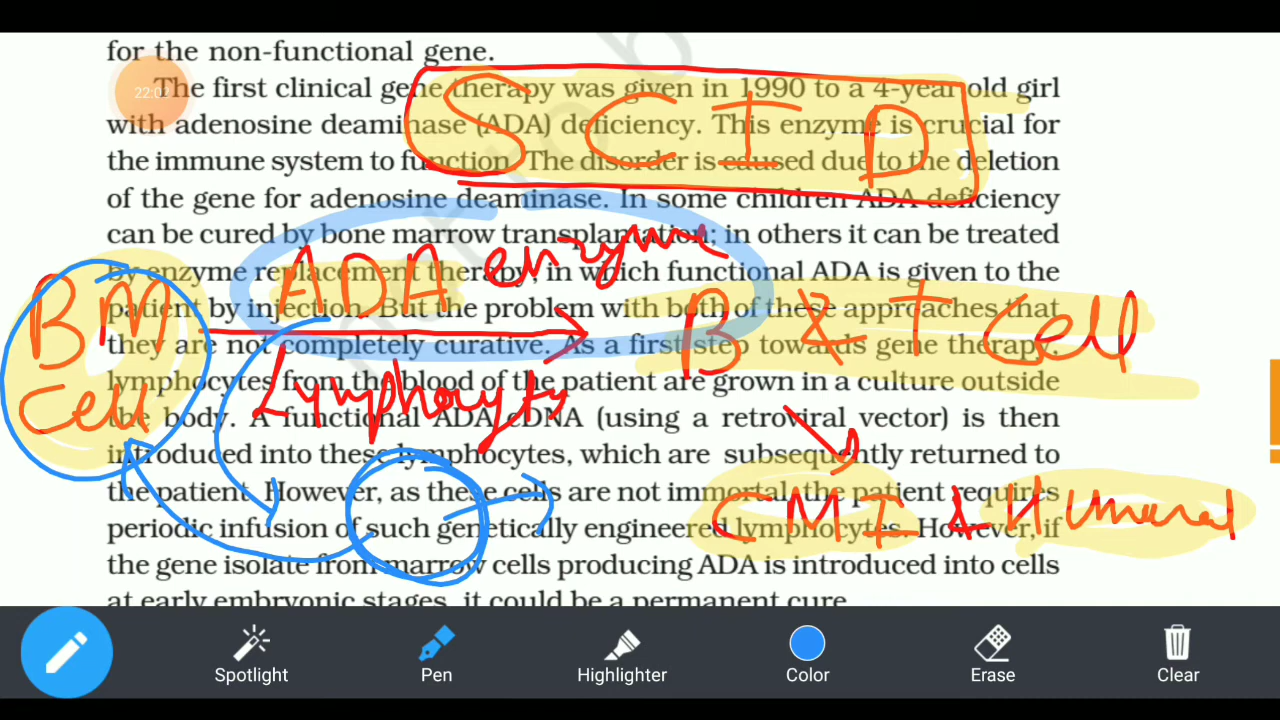 for the non-functional gene.
The first clinical gene therapy was given in 1990 to a 4-year old girl
with adenosine deaminase (ADA) deficiency. This enzyme is crucial for
the immune system to function. The disorder is caused due to the deletion
of the gene for adenosine deaminase. In some children ADA deficiency
can be cured by bone marrow transplantation; in others it can be treated
by enzyme replacement therapy, in which functional ADA is given to the
patient by injection. But the problem with both of these approaches that
they are not completely curative. As a first step towards gene therapy,
lymphocytes from the blood of the patient are grown in a culture outside
the body. A functional ADA cDNA (using a retroviral vector) is then
introduced into these lymphocytes, which are subsequently returned to
the patient. However, as these cells are not immortal, the patient requires
periodic infusion of such genetically engineered lymphocytes. However, if
the gene isolate from marrow cells producing ADA is introduced into cells
at early embryonic stages, it could be a permanent cure.
22:02
SCID
ADA enzyme
BM
Cell
Lymphocyte
B & T Cell
CMI & Humoral
Spotlight
Pen
Highlighter
Color
Erase
Clear